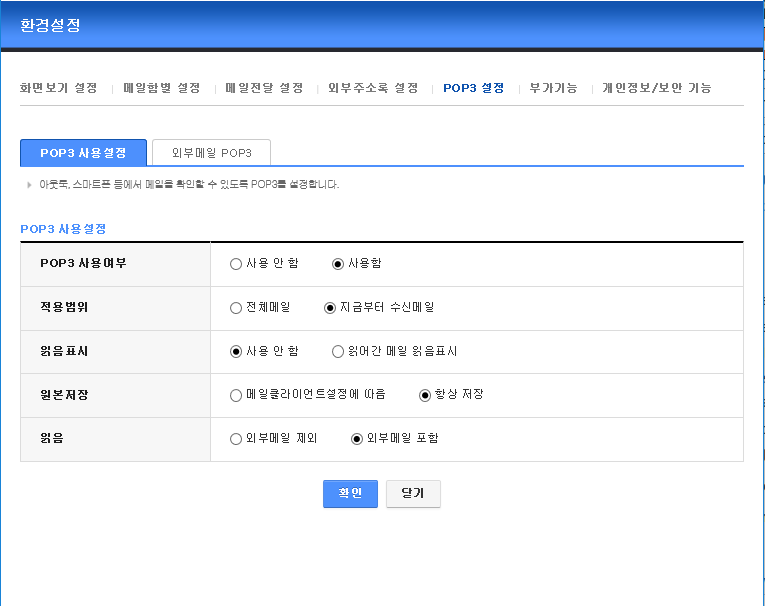 환경설정
화면보기 설정 메일함별 설정 메일전달 설정 외부주소록 설정 POP3 설정 부가기능 개인정보/보안 기능
POP3 사용설정 외부메일 POP3
아웃룩, 스마트폰 등에서 메일을 확인할 수 있도록 POP3를 설정합니다.
POP3 사용설정
POP3 사용여부 사용 안 함 사용함
적용범위 전체메일 지금부터 수신메일
읽음표시 사용 안 함 읽어간 메일 읽음표시
원본저장 메일클라이언트설정에 따름 항상 저장
읽음 외부메일 제외 외부메일 포함
확인 닫기